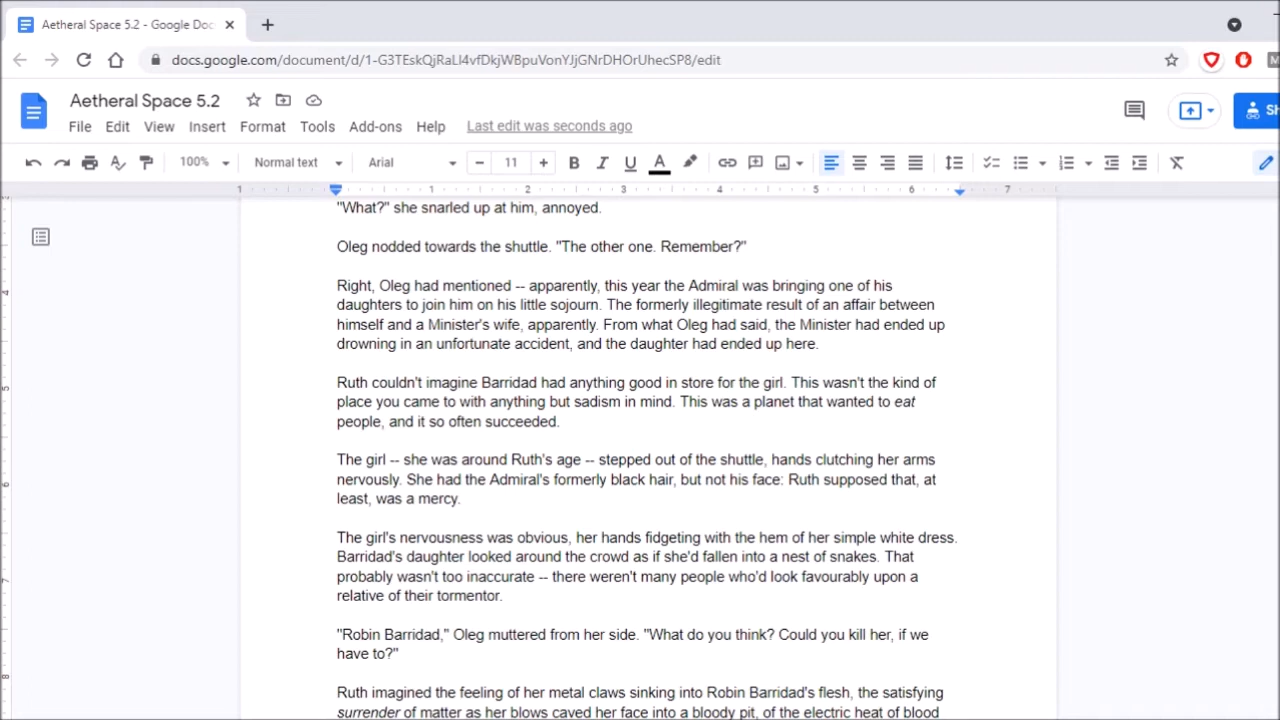 Aetheral Space 5.2 - Google Doc
docs.google.com/document/d/1-G3TEskQjRaLl4vfDkjWBpuVonYJjGNrDHOrUhecSP8/edit
Aetheral Space 5.2
File Edit View Insert Format Tools Add-ons Help Last edit was seconds ago
100% Normal text Arial 11
1 1 2 3 4 5 6 7
"What?" she snarled up at him, annoyed.
Oleg nodded towards the shuttle. "The other one. Remember?"
Right, Oleg had mentioned -- apparently, this year the Admiral was bringing one of his
daughters to join him on his little sojourn. The formerly illegitimate result of an affair between
himself and a Minister's wife, apparently. From what Oleg had said, the Minister had ended up
drowning in an unfortunate accident, and the daughter had ended up here.
Ruth couldn't imagine Barridad had anything good in store for the girl. This wasn't the kind of
place you came to with anything but sadism in mind. This was a planet that wanted to eat
people, and it so often succeeded.
The girl -- she was around Ruth's age -- stepped out of the shuttle, hands clutching her arms
nervously. She had the Admiral's formerly black hair, but not his face: Ruth supposed that, at
least, was a mercy.
The girl's nervousness was obvious, her hands fidgeting with the hem of her simple white dress.
Barridad's daughter looked around the crowd as if she'd fallen into a nest of snakes. That
probably wasn't too inaccurate -- there weren't many people who'd look favourably upon a
relative of their tormentor.
"Robin Barridad," Oleg muttered from her side. "What do you think? Could you kill her, if we
have to?"
Ruth imagined the feeling of her metal claws sinking into Robin Barridad's flesh, the satisfying
surrender of matter as her blows caved her face into a bloody pit, of the electric heat of blood